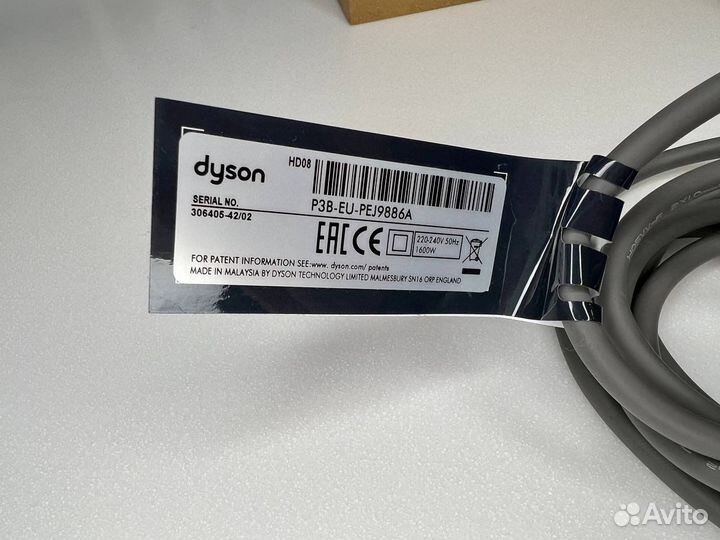 dyson
HD08
SERIAL NO.
P3B-EU-PEJ9886A
306405-42/02
EAC CE
220-240V 50Hz
1600W
FOR PATENT INFORMATION SEE:www. dyson.com/patents
MADE IN MALAYSIA BY DYSON TECHNOLOGY LIMITED MALMESBURY SN16 ORP ENGLAND
Avito